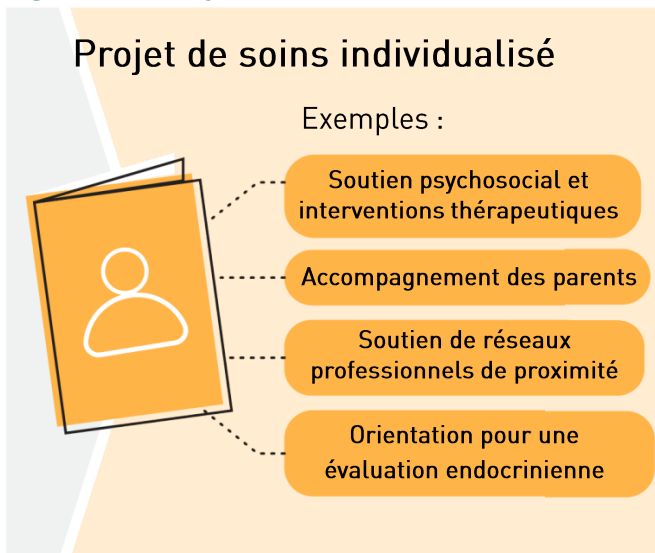 Projet de soins individualisé
Exemples :
Soutien psychosocial et
interventions thérapeutiques
Accompagnement des parents
Soutien de réseaux
professionnels de proximité
Orientation pour une
évaluation endocrinienne